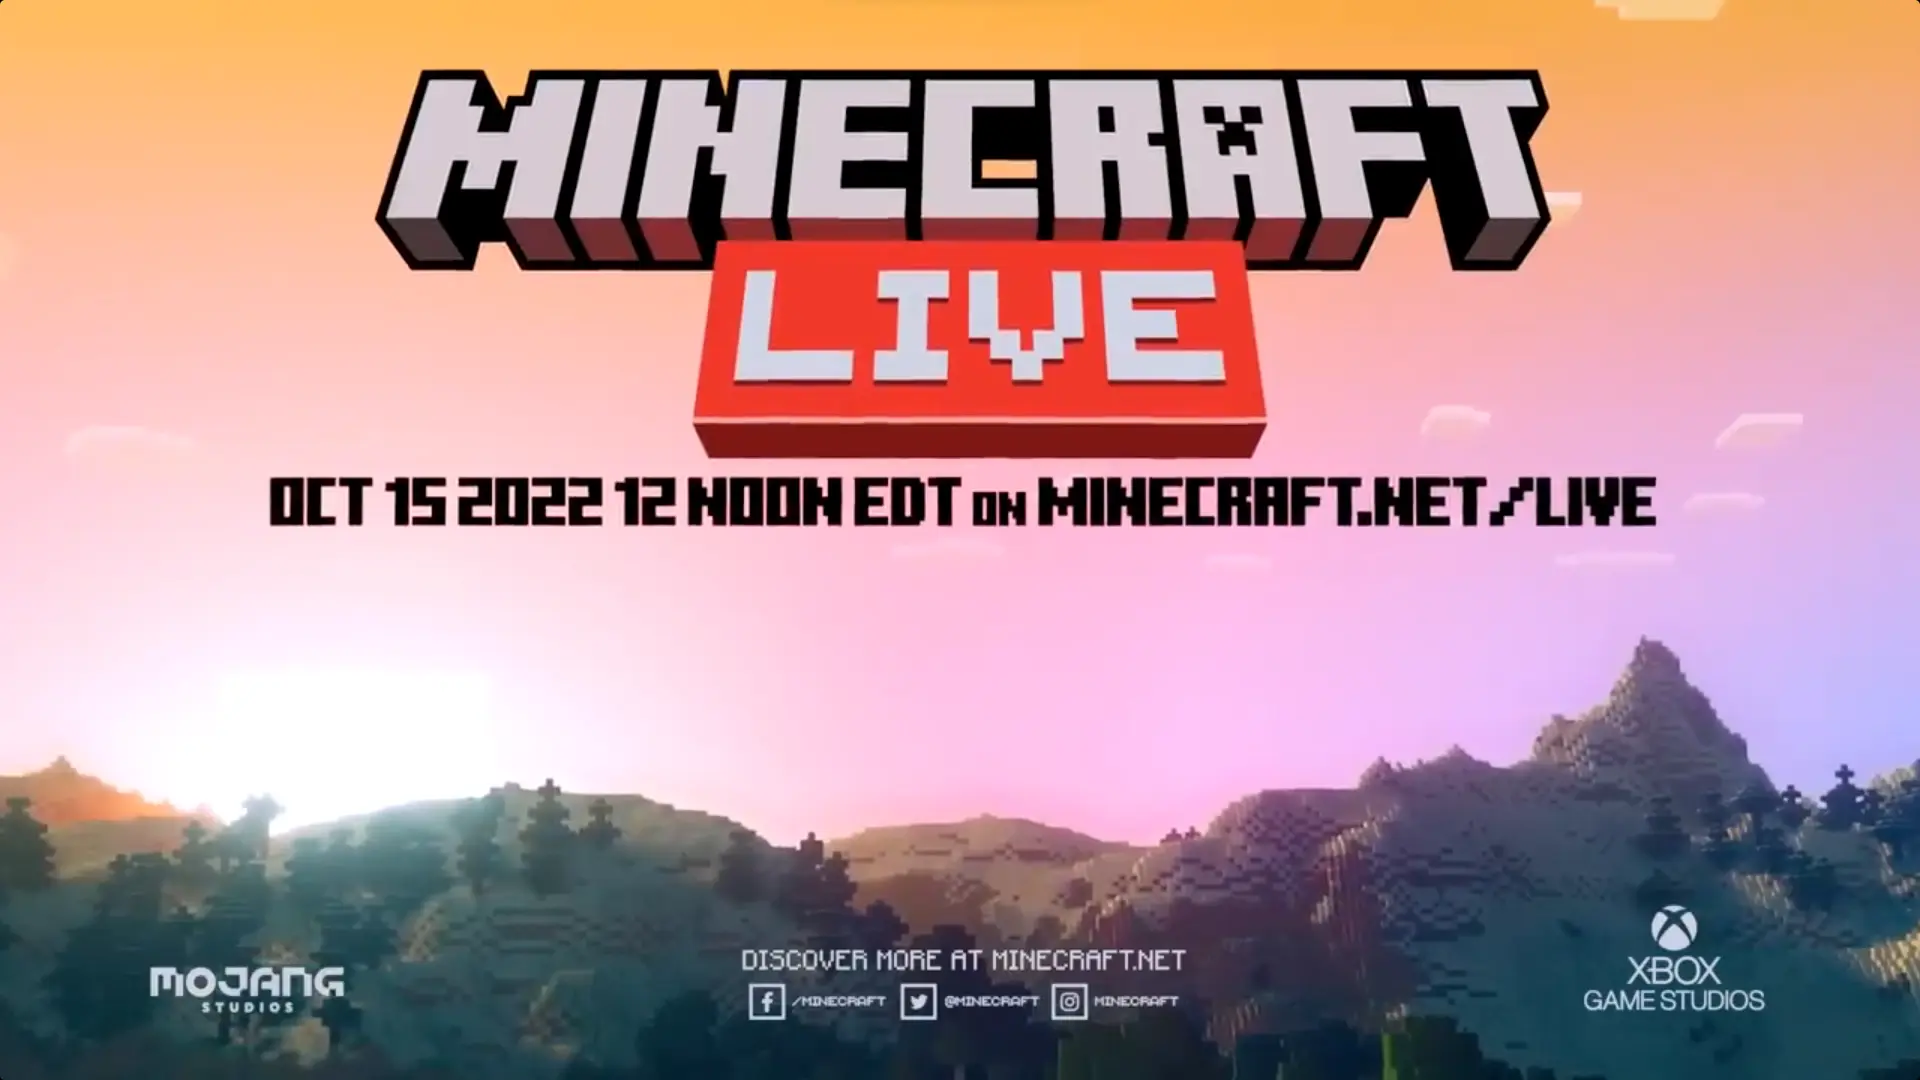 MINECRAFT
LIVE
OCT 15 2022 12 NOON EDT ON MINECRAFT.NET/LIVE
DISCOVER MORE AT MINECRAFT.NET
/MINECRAFT @MINECRAFT MINECRAFT
MOJANG
STUDIOS
XBOX
GAME STUDIOS